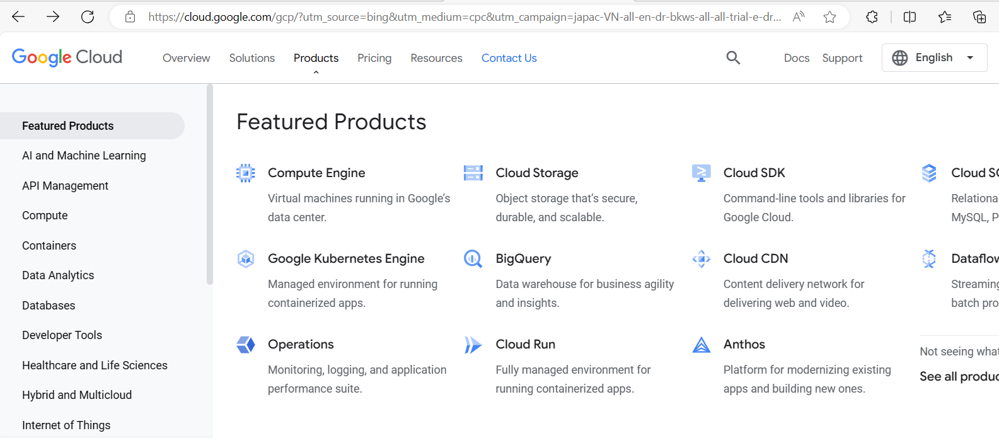 https://cloud.google.com/gcp/?utm_source=bing&utm_medium=cpc&utm_campaign=japac-VN-all-en-dr-bkws-all-all-trial-e-dr...
Google Cloud
Overview Solutions Products Pricing Resources Contact Us
Docs Support English
Featured Products
AI and Machine Learning
API Management
Compute
Containers
Data Analytics
Databases
Developer Tools
Healthcare and Life Sciences
Hybrid and Multicloud
Internet of Things
Featured Products
Compute Engine
Virtual machines running in Google's
data center.
Cloud Storage
Object storage that's secure,
durable, and scalable.
Cloud SDK
Command-line tools and libraries for
Google Cloud.
Cloud
MySQL,
Google Kubernetes Engine
Managed environment for running
containerized apps.
BigQuery
Data warehouse for business agility
and insights.
Cloud CDN
Content delivery network for
delivering web and video.
batch
Operations
Monitoring, logging, and application
performance suite.
Cloud Run
Fully managed environment for
running containerized apps.
Anthos
Platform for modernizing existing
apps and building new ones.
Not seeing
See all